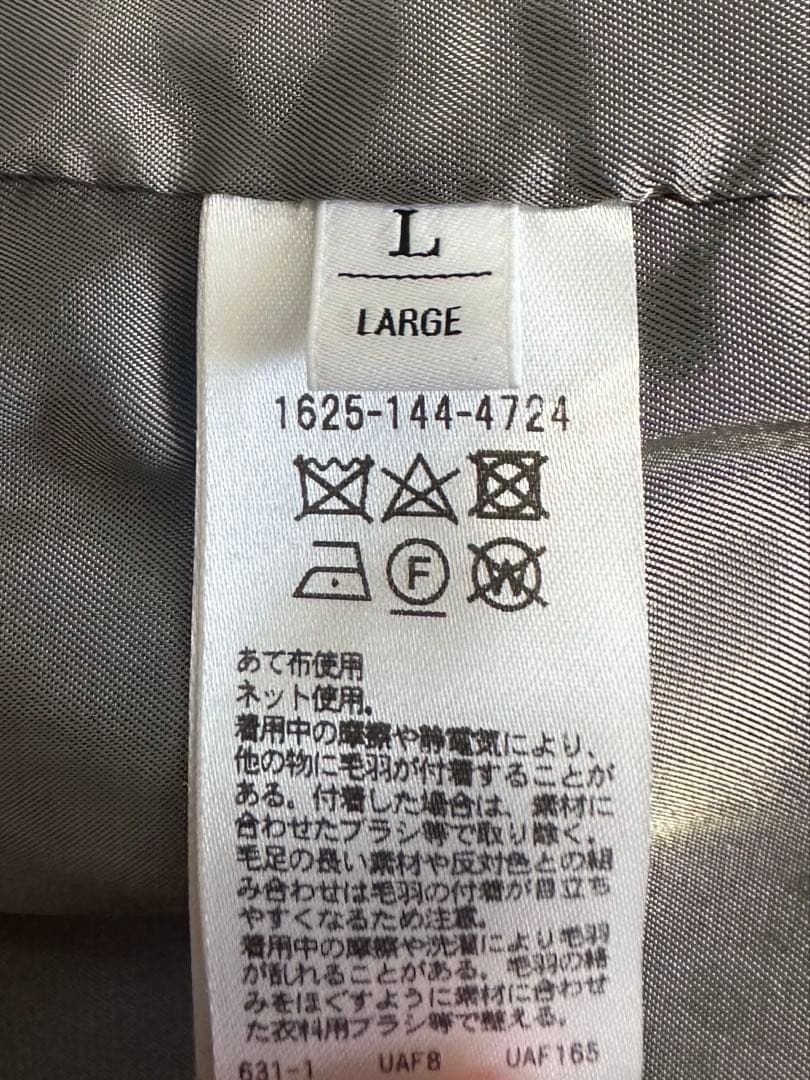 L
LARGE
1625-144-4724
F
W
あて布使用
ネット使用。
着用中の摩擦や静電気により、
他の物に毛羽が付着することが
ある。付着した場合は、素材に
合わせたブラシ等で取り除く。
毛足の長い素材や反対色との組
み合わせは毛羽の付着が目立ち
やすくなるため注意。
着用中の摩擦や洗濯により毛羽
が乱れることがある。毛羽の絡
みをほぐすように素材に合わせ
た衣料用ブラシ等で整える。
631-1 UAF8 UAF165